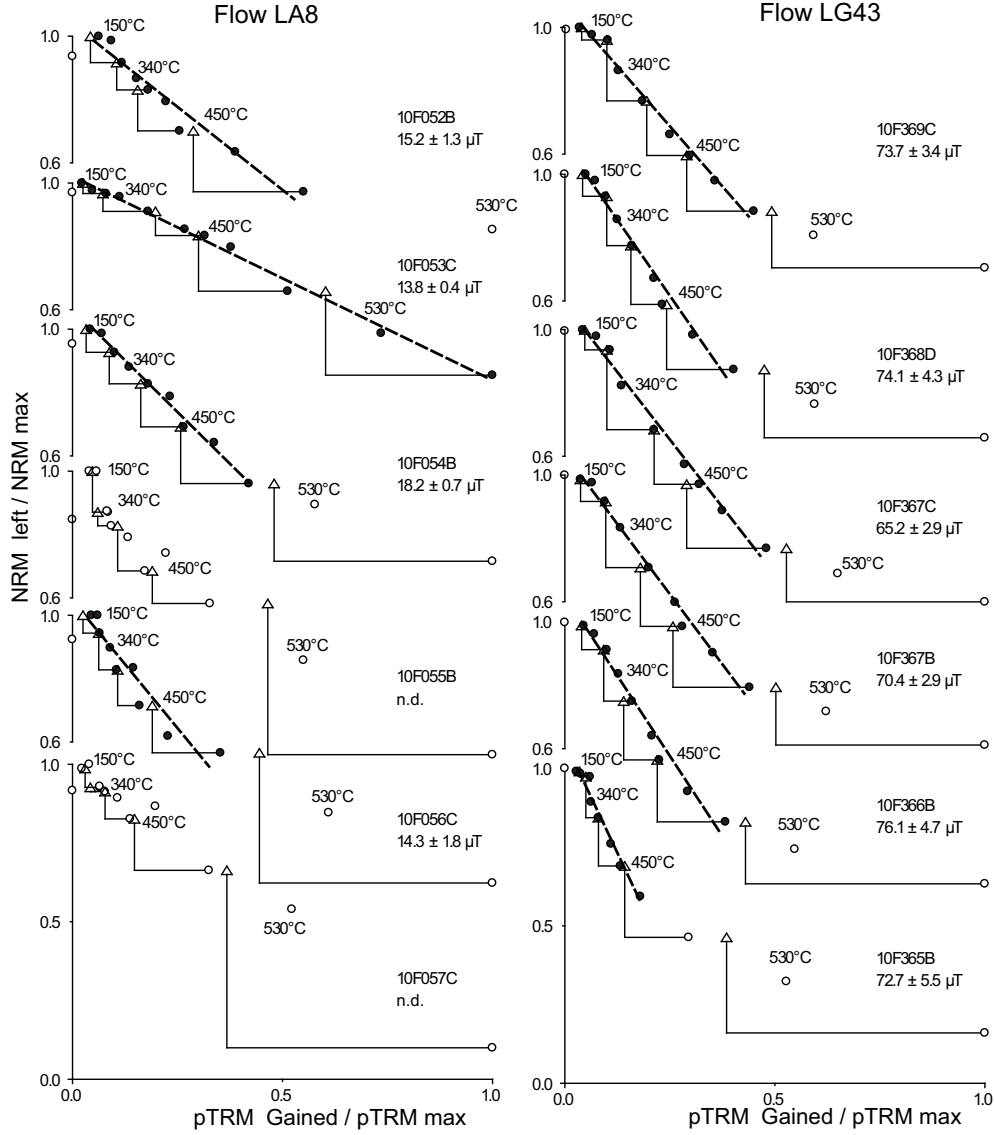 Flow LA8
Flow LG43
NRM left / NRM max
1.0
150°C
340°C
450°C
10F052B
15.2 ± 1.3 µT
0.6
1.0
150°C
340°C
450°C
530°C
530°C
10F053C
13.8 ± 0.4 µT
0.6
1.0
150°C
340°C
450°C
10F054B
18.2 ± 0.7 µT
530°C
0.6
1.0
150°C
340°C
450°C
530°C
10F055B
n.d.
0.6
1.0
150°C
340°C
450°C
530°C
10F056C
14.3 ± 1.8 µT
0.6
1.0
150°C
340°C
450°C
530°C
10F057C
n.d.
0.5
0.0
0.0
0.5
1.0
pTRM Gained / pTRM max
1.0
150°C
340°C
450°C
10F369C
73.7 ± 3.4 µT
530°C
0.6
1.0
150°C
340°C
450°C
10F368D
74.1 ± 4.3 µT
530°C
0.6
1.0
150°C
340°C
450°C
10F367C
65.2 ± 2.9 µT
530°C
0.6
1.0
150°C
340°C
450°C
10F367B
70.4 ± 2.9 µT
530°C
0.6
1.0
150°C
340°C
450°C
10F366B
76.1 ± 4.7 µT
530°C
0.6
1.0
150°C
340°C
450°C
10F365B
72.7 ± 5.5 µT
530°C
0.5
0.0
0.0
0.5
1.0
pTRM Gained / pTRM max